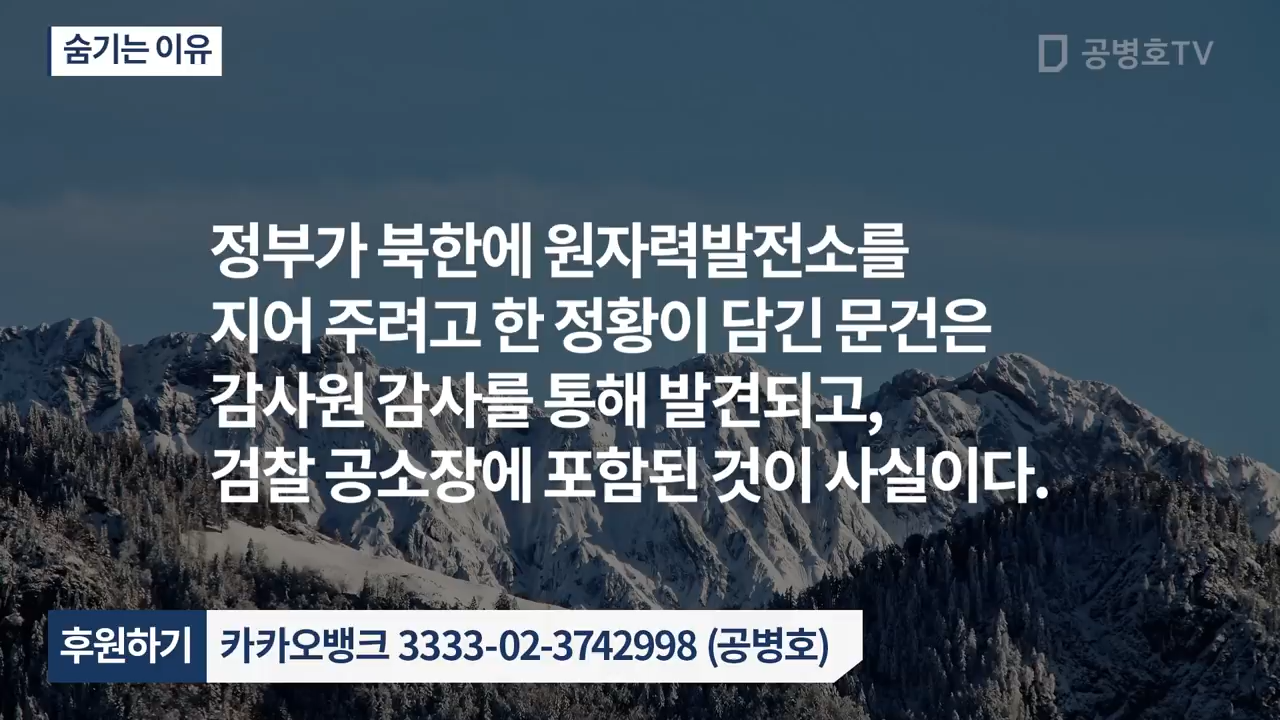 숨기는 이유
공병호TV
정부가 북한에 원자력발전소를
지어 주려고 한 정황이 담긴 문건은
감사원 감사를 통해 발견되고,
검찰 공소장에 포함된 것이 사실이다.
후원하기 카카오뱅크 3333-02-3742998 (공병호)